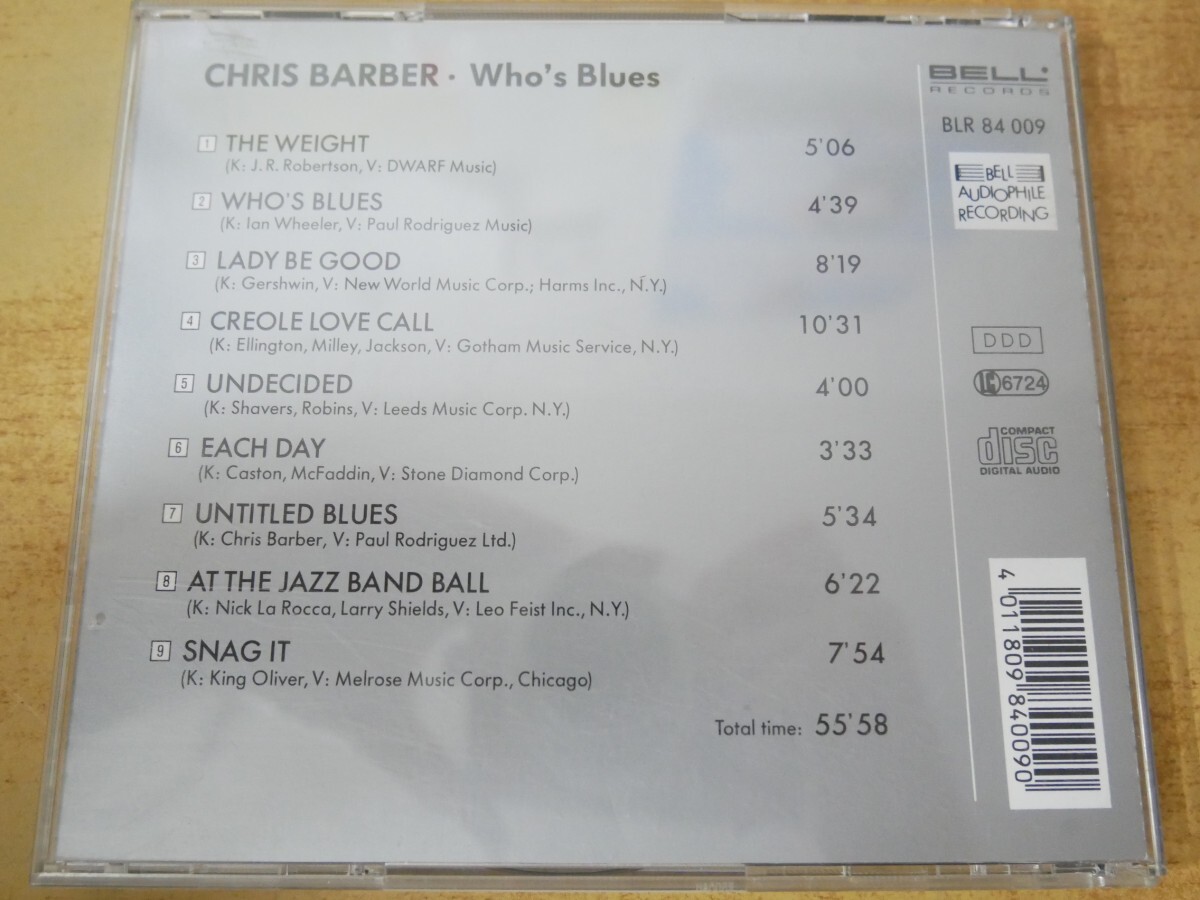 CHRIS BARBER · Who's Blues
1 THE WEIGHT 5'06
(K: J. R. Robertson, V: DWARF Music)
2 WHO'S BLUES 4'39
(K: Ian Wheeler, V: Paul Rodriguez Music)
3 LADY BE GOOD 8'19
(K: Gershwin, V: New World Music Corp.; Harms Inc., N.Y.)
4 CREOLE LOVE CALL 10'31
(K: Ellington, Milley, Jackson, V: Gotham Music Service, N.Y.)
5 UNDECIDED 4'00
(K: Shavers, Robins, V: Leeds Music Corp. N.Y.)
6 EACH DAY 3'33
(K: Caston, McFaddin, V: Stone Diamond Corp.)
7 UNTITLED BLUES 5'34
(K: Chris Barber, V: Paul Rodriguez Ltd.)
8 AT THE JAZZ BAND BALL 6'22
(K: Nick La Rocca, Larry Shields, V: Leo Feist Inc., N.Y.)
9 SNAG IT 7'54
(K: King Oliver, V: Melrose Music Corp., Chicago)
Total time: 55'58
BELL
RECORDS
BLR 84 009
BELL
AUDIOPHILE
RECORDING
DDD
LC 6724
COMPACT
disc
DIGITAL AUDIO
4 011809 840090